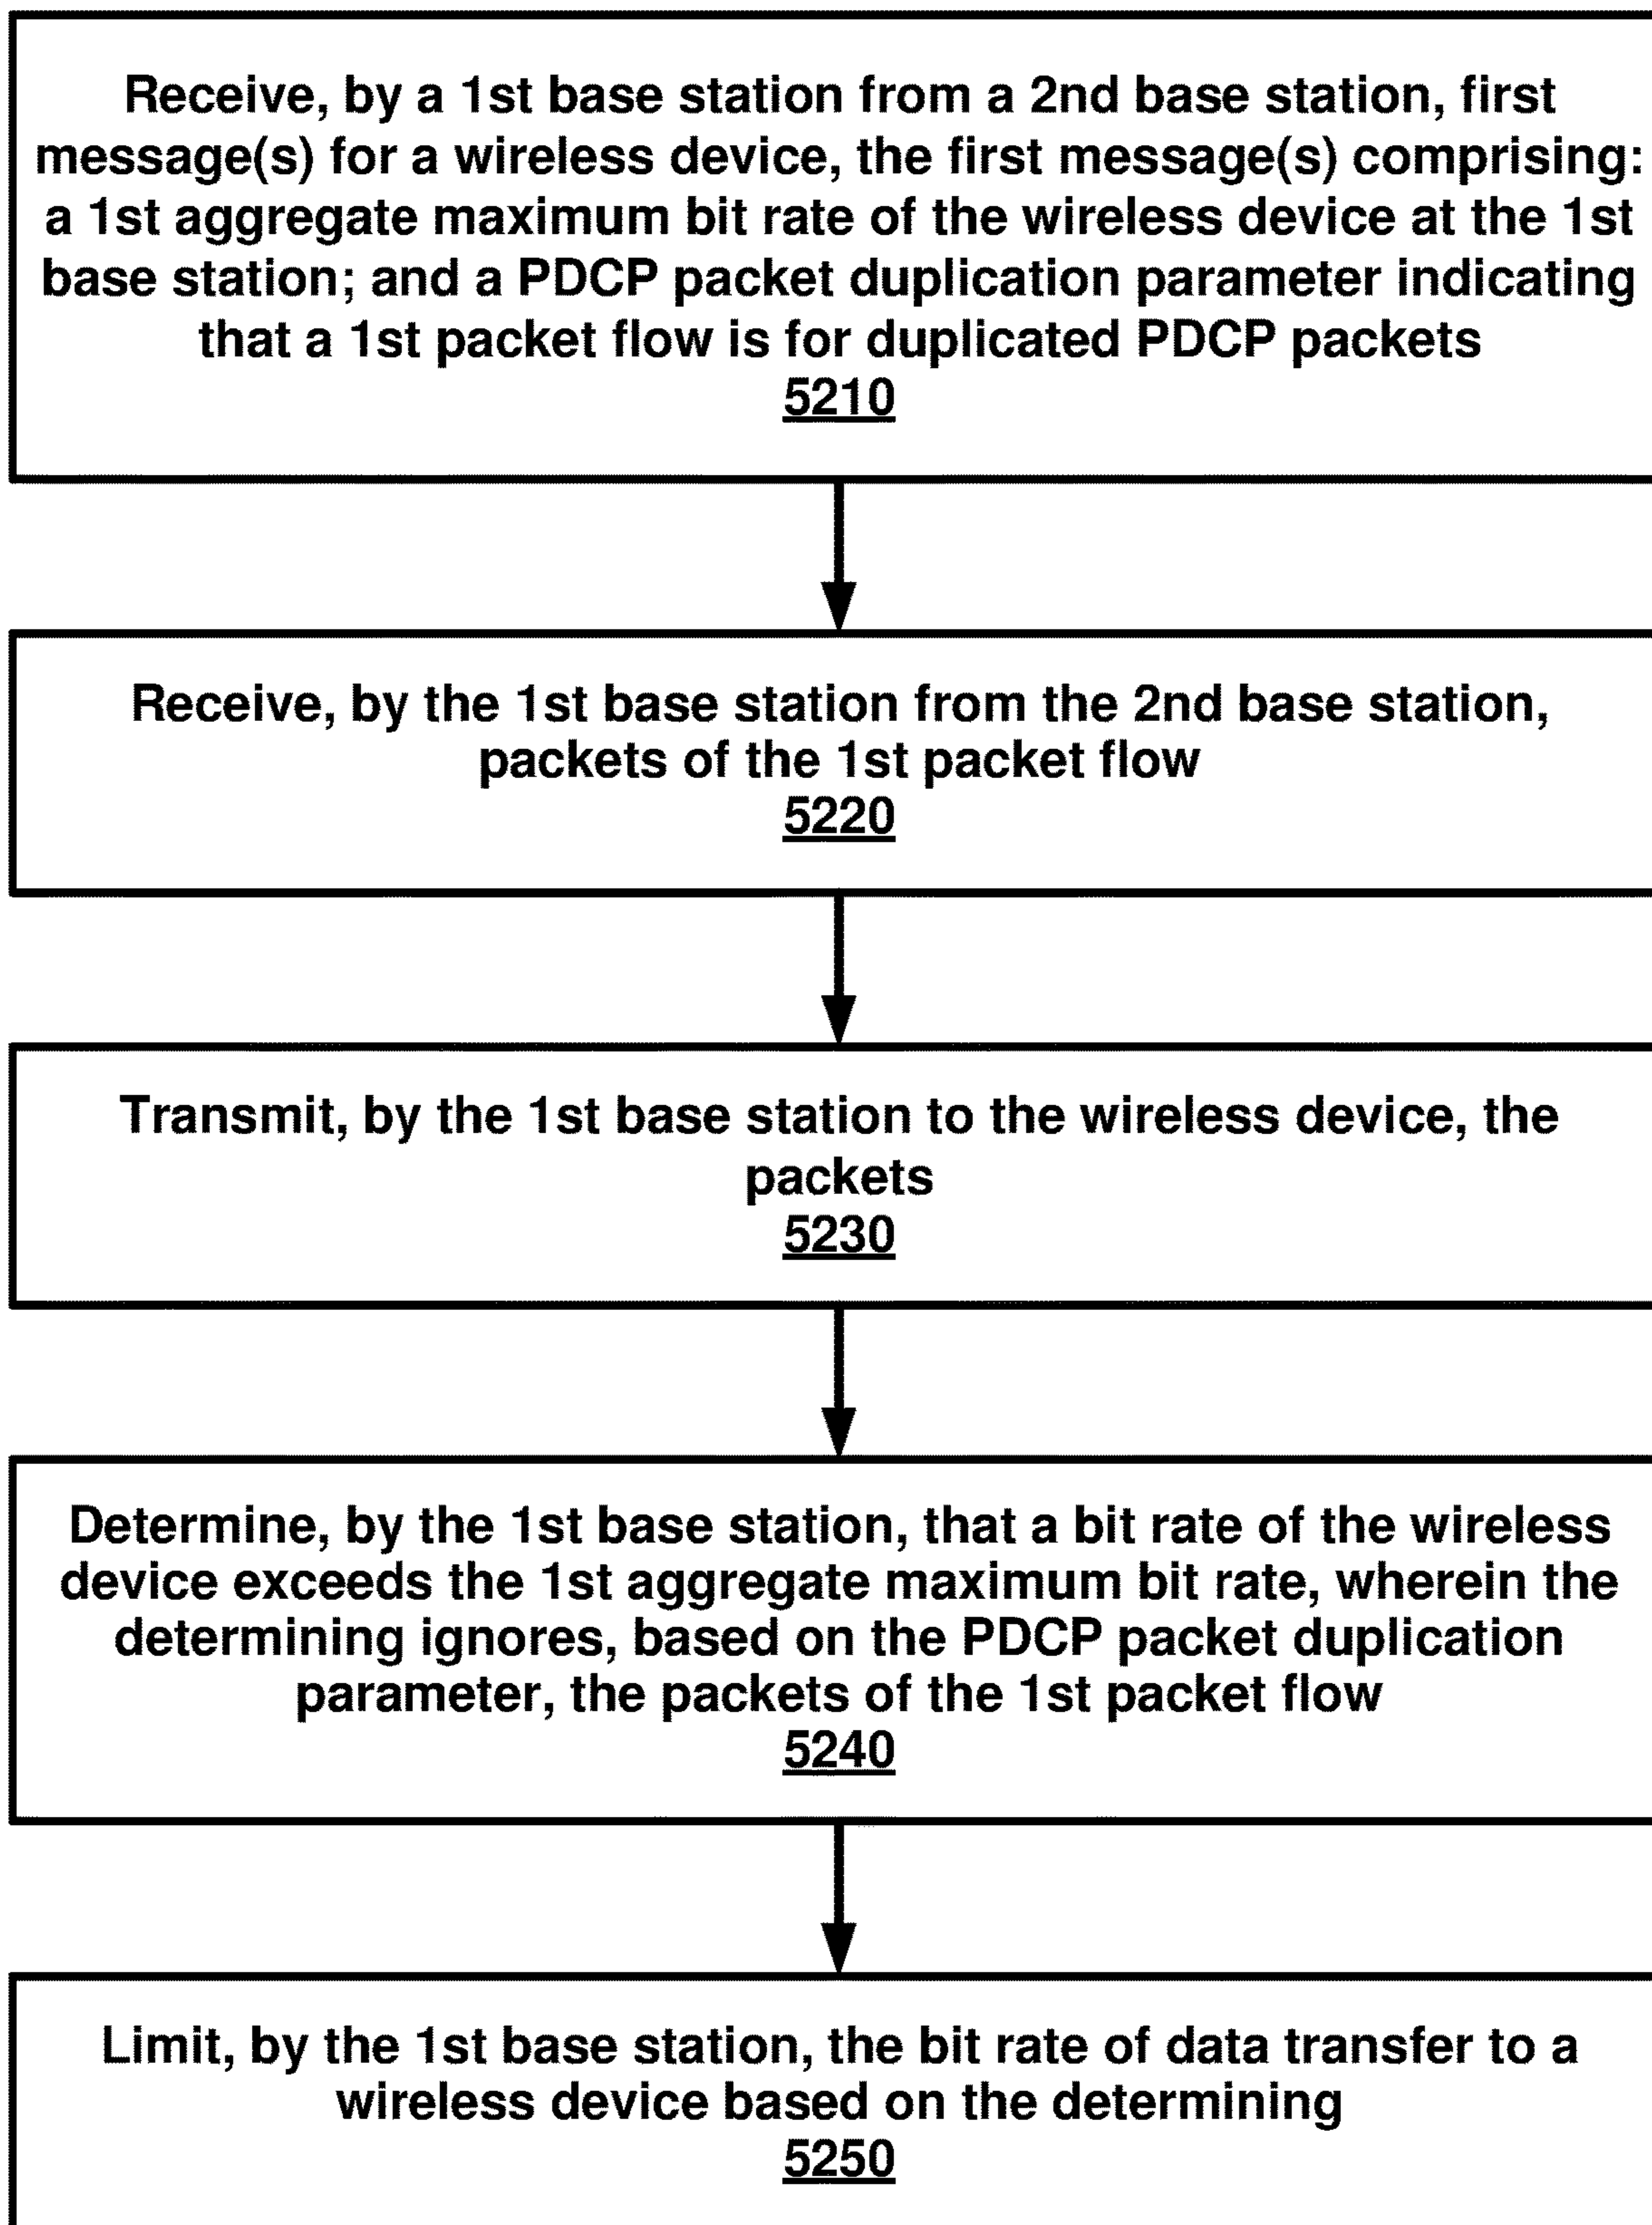 Receive, by a 1st base station from a 2nd base station, first
message(s) for a wireless device, the first message(s) comprising:
a 1st aggregate maximum bit rate of the wireless device at the 1st
base station; and a PDCP packet duplication parameter indicating
that a 1st packet flow is for duplicated PDCP packets
5210
Receive, by the 1st base station from the 2nd base station,
packets of the 1st packet flow
5220
Transmit, by the 1st base station to the wireless device, the
packets
5230
Determine, by the 1st base station, that a bit rate of the wireless
device exceeds the 1st aggregate maximum bit rate, wherein the
determining ignores, based on the PDCP packet duplication
parameter, the packets of the 1st packet flow
5240
Limit, by the 1st base station, the bit rate of data transfer to a
wireless device based on the determining
5250